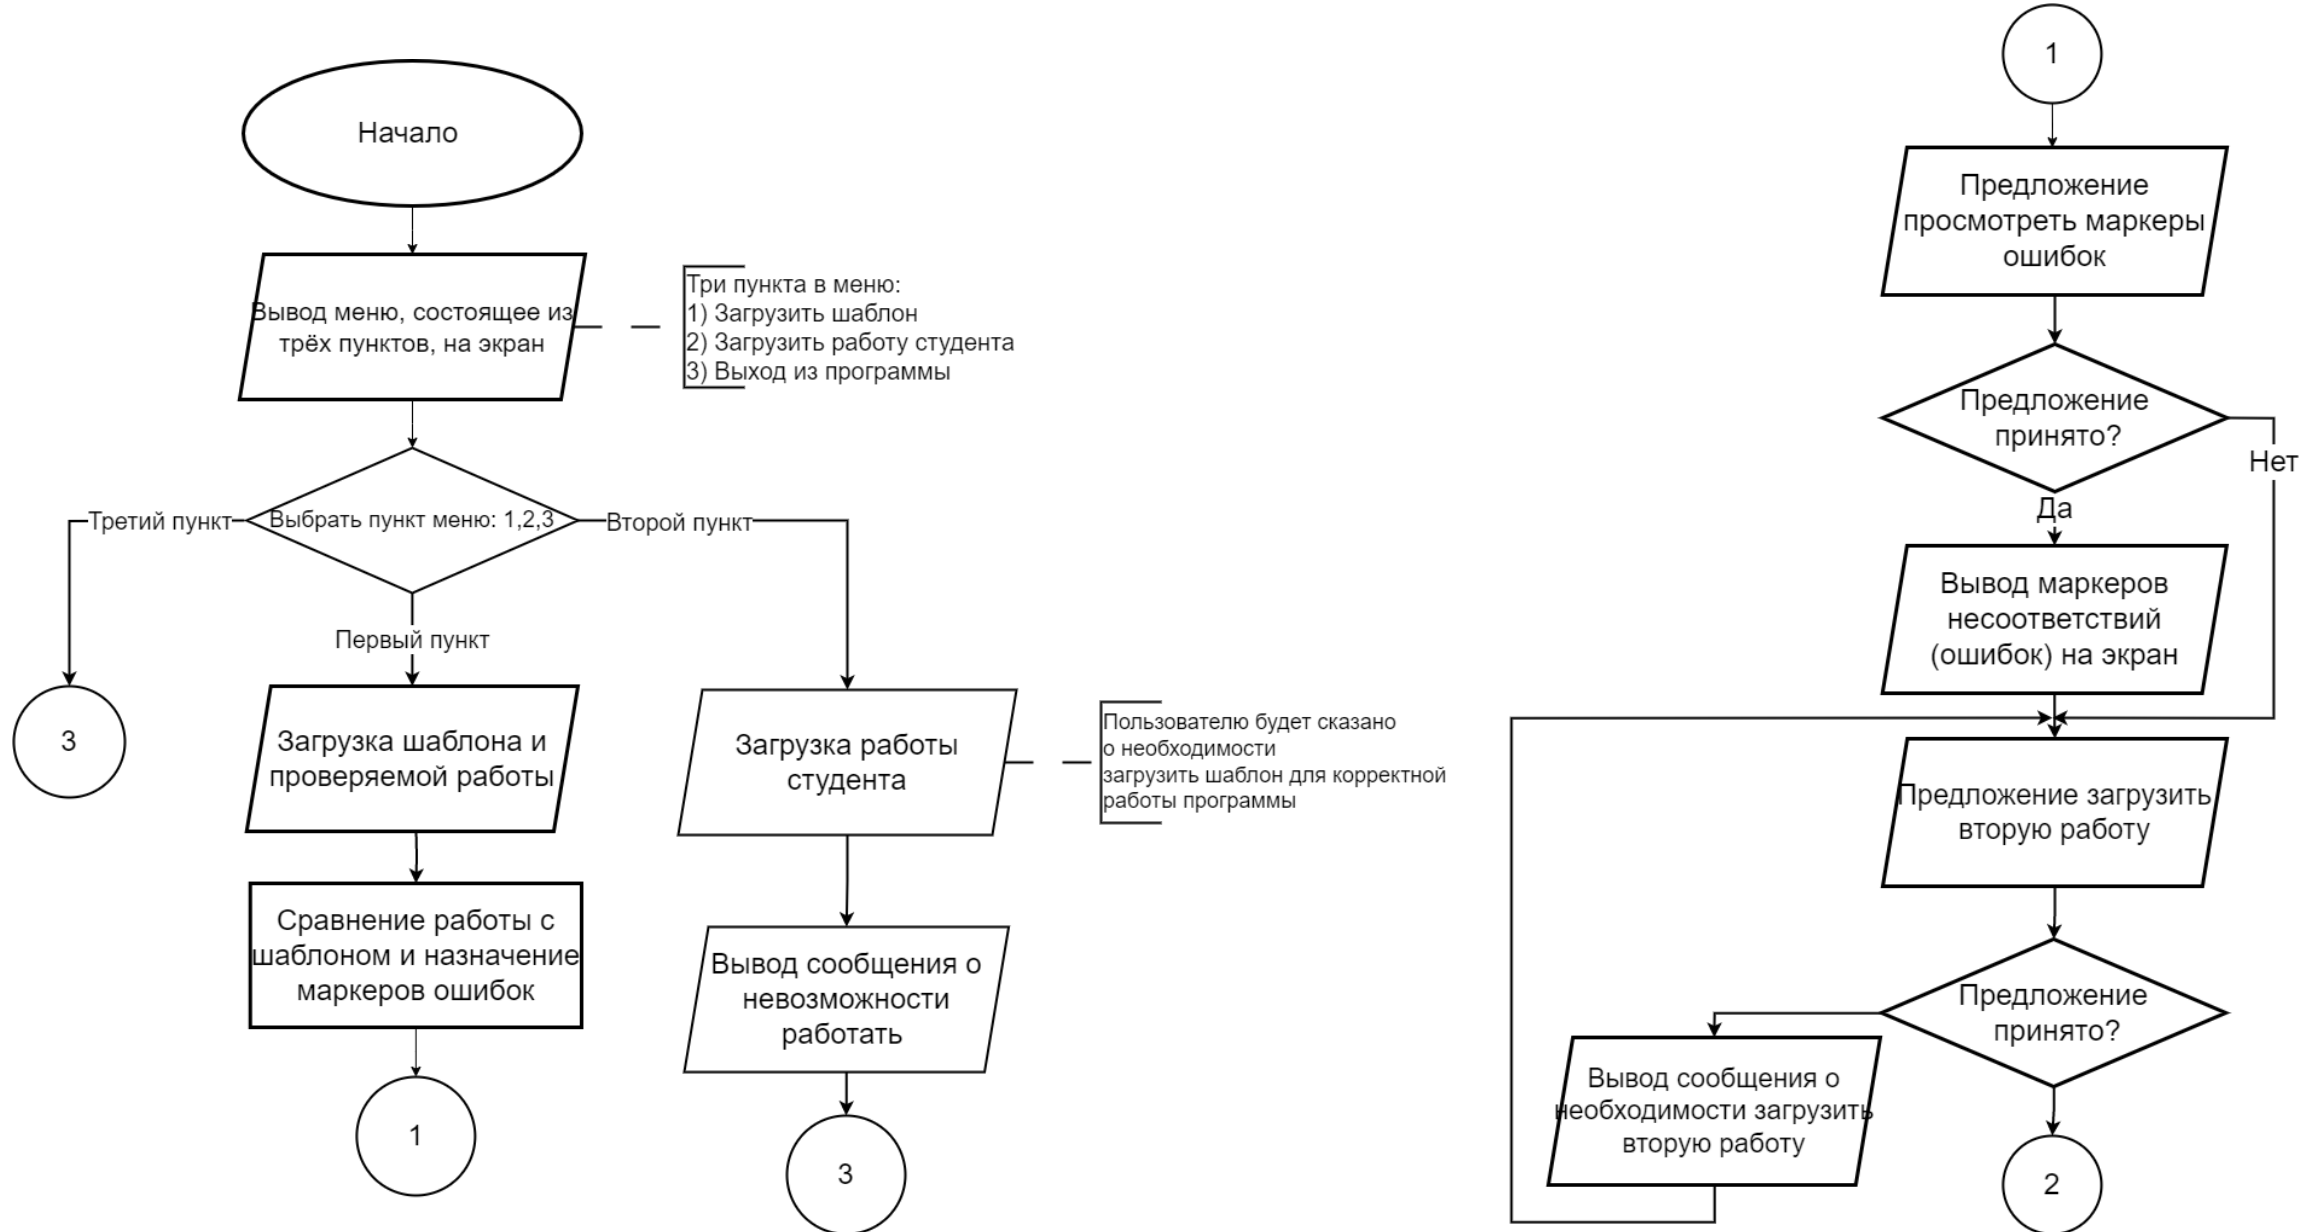 Начало
Вывод меню, состоящее из
трёх пунктов, на экран
Три пункта в меню:
1) Загрузить шаблон
2) Загрузить работу студента
3) Выход из программы
Выбрать пункт меню: 1,2,3
Третий пункт
Второй пункт
Первый пункт
3
Загрузка шаблона и
проверяемой работы
Загрузка работы
студента
Пользователю будет сказано
о необходимости
загрузить шаблон для корректной
работы программы
Сравнение работы с
шаблоном и назначение
маркеров ошибок
Вывод сообщения о
невозможности
работать
1
3
1
Предложение
просмотреть маркеры
ошибок
Предложение
принято?
Нет
Да
Вывод маркеров
несоответствий
(ошибок) на экран
Предложение загрузить
вторую работу
Предложение
принято?
Вывод сообщения о
необходимости загрузить
вторую работу
2